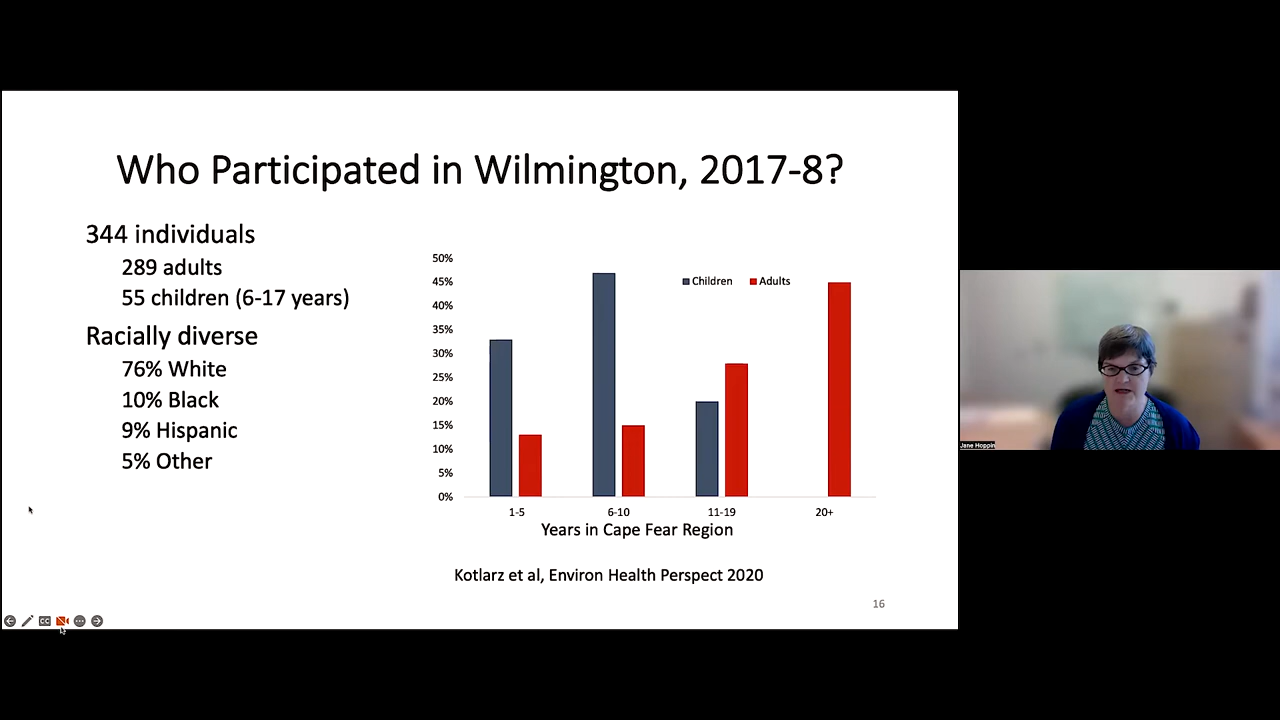 Who Participated in Wilmington, 2017-8?
344 individuals
289 adults
55 children (6-17 years)
Racially diverse
76% White
10% Black
9% Hispanic
5% Other
50%
45%
40%
35%
30%
25%
20%
15%
10%
5%
0%
Children Adults
1-5 6-10 11-19 20+
Years in Cape Fear Region
Kotlarz et al, Environ Health Perspect 2020
16
CC
Jane Hoppin